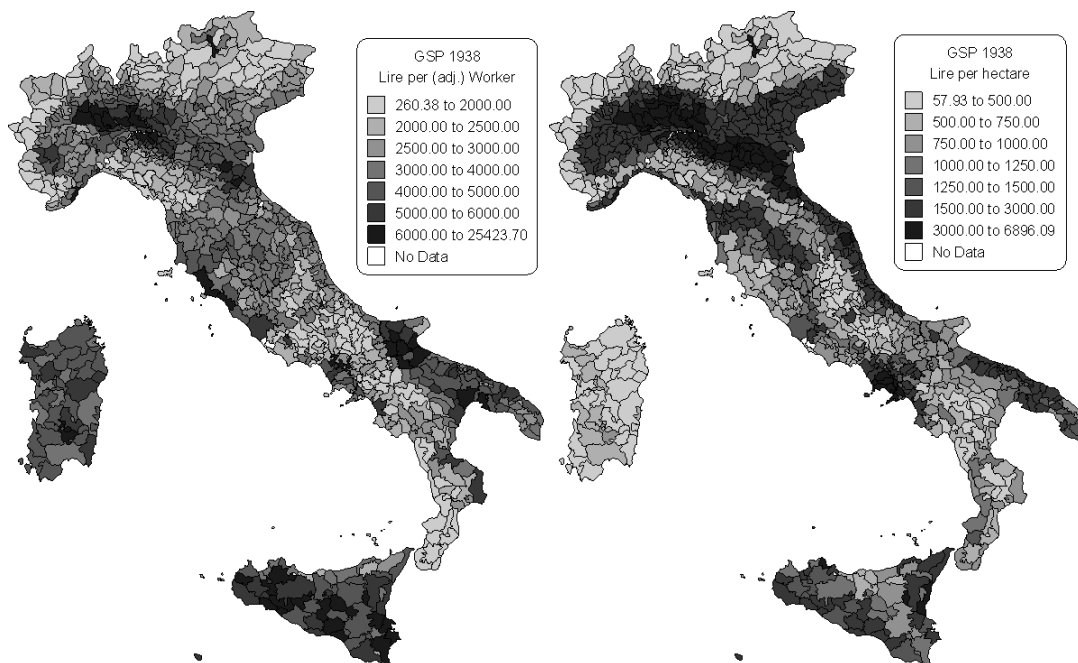 GSP 1938
Lire per (adj.) Worker
260.38 to 2000.00
2000.00 to 2500.00
2500.00 to 3000.00
3000.00 to 4000.00
4000.00 to 5000.00
5000.00 to 6000.00
6000.00 to 25423.70
No Data
GSP 1938
Lire per hectare
57.93 to 500.00
500.00 to 750.00
750.00 to 1000.00
1000.00 to 1250.00
1250.00 to 1500.00
1500.00 to 3000.00
3000.00 to 6896.09
No Data